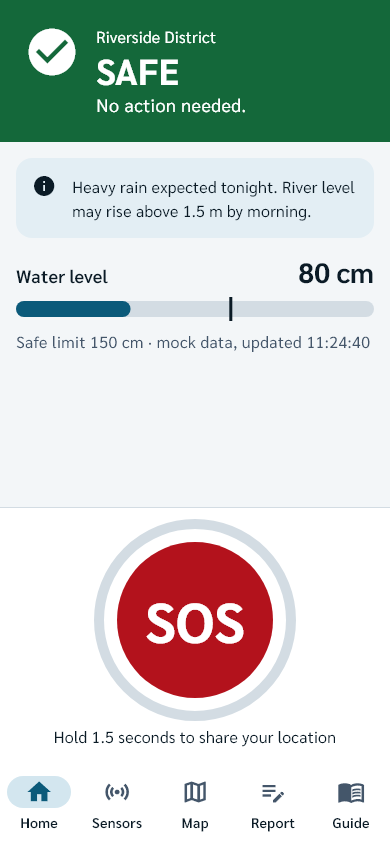 Riverside District
SAFE
No action needed.
Heavy rain expected tonight. River level
may rise above 1.5 m by morning.
Water level
80 cm
Safe limit 150 cm · mock data, updated 11:24:40
SOS
Hold 1.5 seconds to share your location
Home
Sensors
Map
Report
Guide